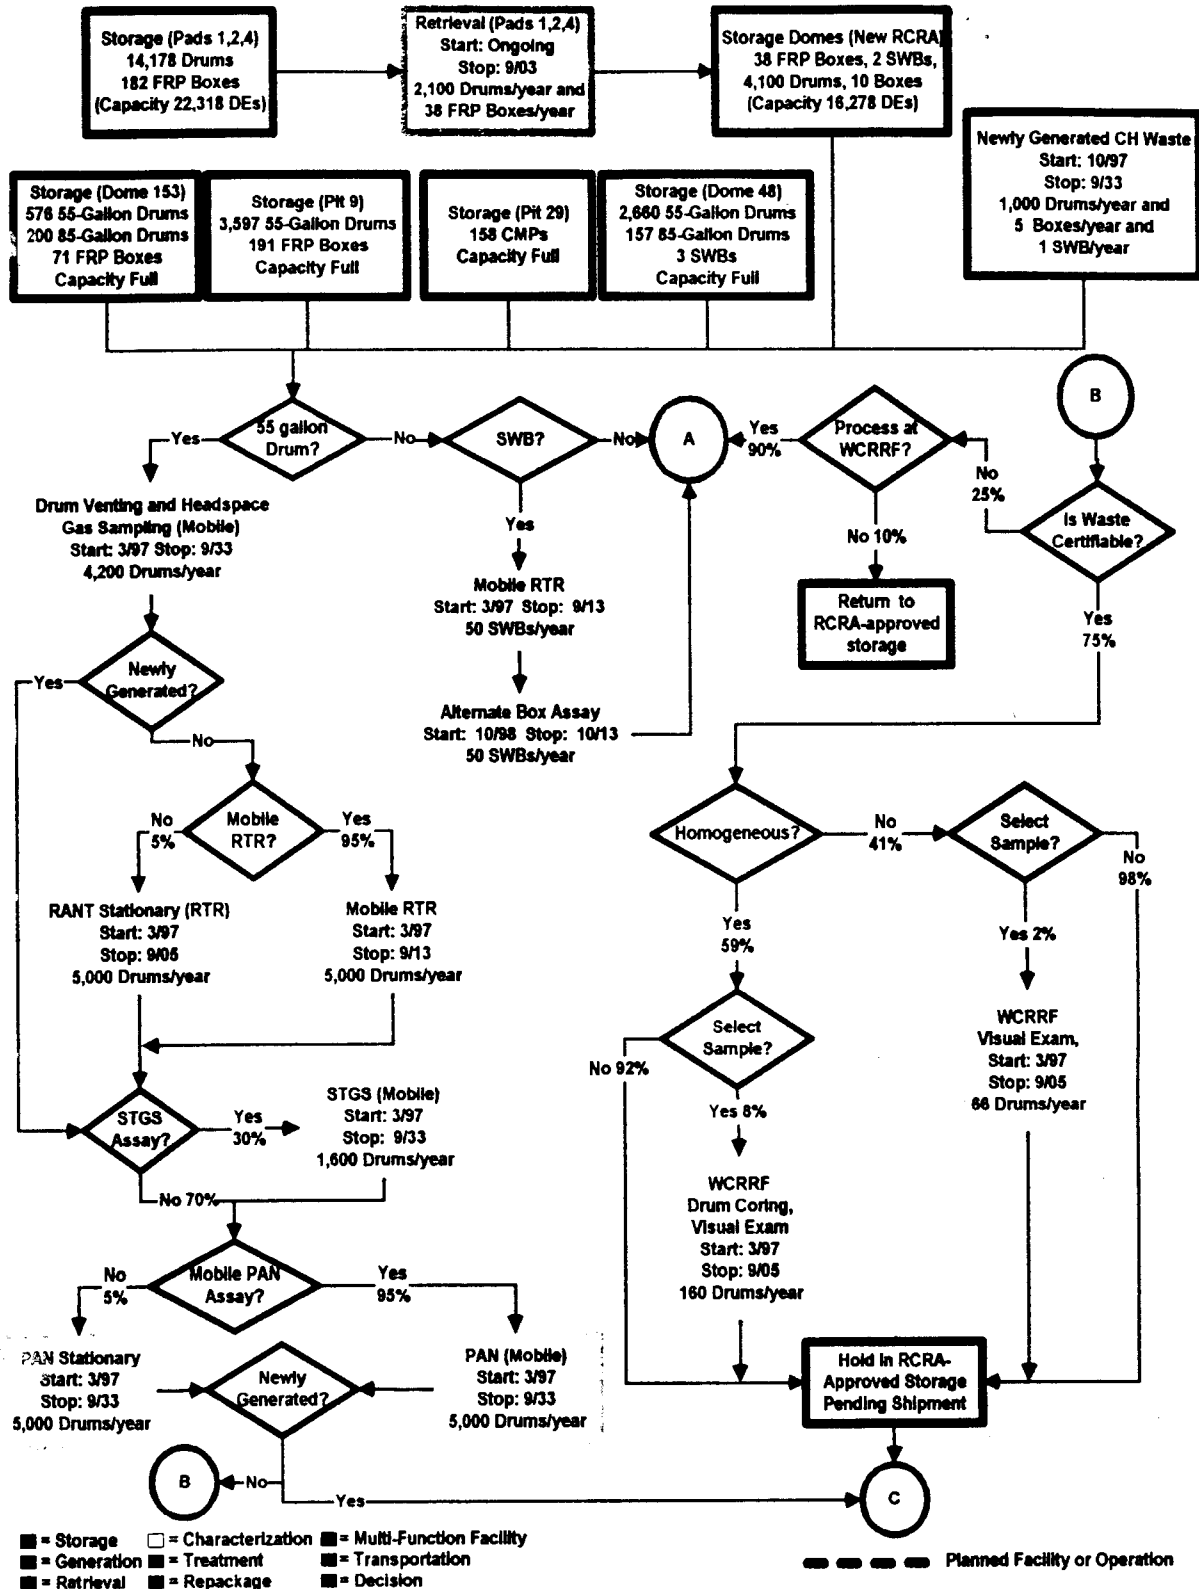 Storage (Pads 1,2,4)
14,178 Drums
182 FRP Boxes
(Capacity 22,318 DEs)
Retrieval (Pads 1,2,4)
Start: Ongoing
Stop: 9/03
2,100 Drums/year and
38 FRP Boxes/year
Storage Domes (New RCRA)
38 FRP Boxes, 2 SWBs,
4,100 Drums, 10 Boxes
(Capacity 16,278 DEs)
Newly Generated CH Waste
Start: 10/97
Stop: 9/33
1,000 Drums/year and
5 Boxes/year and
1 SWB/year
Storage (Dome 153)
576 55-Gallon Drums
200 85-Gallon Drums
71 FRP Boxes
Capacity Full
Storage (Pit 9)
3,597 55-Gallon Drums
191 FRP Boxes
Capacity Full
Storage (Pit 29)
158 CMPs
Capacity Full
Storage (Dome 48)
2,660 55-Gallon Drums
157 85-Gallon Drums
3 SWBs
Capacity Full
B
Yes
55 gallon
Drum?
No
SWB?
No
A
Yes
90%
Process at
WCRRF?
No
25%
Is Waste
Certifiable?
Drum Venting and Headspace
Gas Sampling (Mobile)
Start: 3/97 Stop: 9/33
4,200 Drums/year
Yes
No 10%
Mobile RTR
Start: 3/97 Stop: 9/13
50 SWBs/year
Return to
RCRA-approved
storage
Yes
75%
Yes
Newly
Generated?
No
Alternate Box Assay
Start: 10/98 Stop: 10/13
50 SWBs/year
No
5%
Mobile
RTR?
Yes
95%
Homogeneous?
No
41%
Select
Sample?
No
98%
RANT Stationary (RTR)
Start: 3/97
Stop: 9/05
5,000 Drums/year
Mobile RTR
Start: 3/97
Stop: 9/13
5,000 Drums/year
Yes
59%
Yes 2%
Select
Sample?
No 92%
WCRRF
Visual Exam,
Start: 3/97
Stop: 9/05
66 Drums/year
STGS
Assay?
Yes
30%
STGS (Mobile)
Start: 3/97
Stop: 9/33
1,600 Drums/year
Yes 8%
No 70%
WCRRF
Drum Coring,
Visual Exam
Start: 3/97
Stop: 9/05
160 Drums/year
No
5%
Mobile PAN
Assay?
Yes
95%
PAN Stationary
Start: 3/97
Stop: 9/33
5,000 Drums/year
Newly
Generated?
PAN (Mobile)
Start: 3/97
Stop: 9/33
5,000 Drums/year
Hold in RCRA-
Approved Storage
Pending Shipment
B
No
Yes
C
= Storage = Characterization = Multi-Function Facility
= Generation = Treatment = Transportation
= Retrieval = Repackage = Decision
Planned Facility or Operation